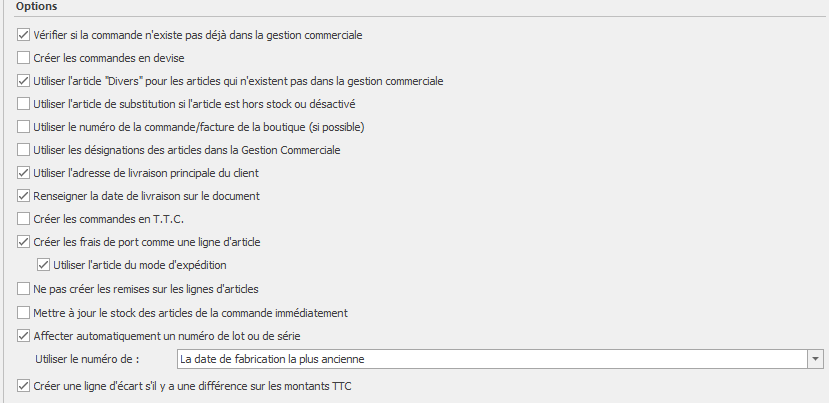 Options
Vérifier si la commande n'existe pas déjà dans la gestion commerciale
Créer les commandes en devise
Utiliser l'article "Divers" pour les articles qui n'existent pas dans la gestion commerciale
Utiliser l'article de substitution si l'article est hors stock ou désactivé
Utiliser le numéro de la commande/facture de la boutique (si possible)
Utiliser les désignations des articles dans la Gestion Commerciale
Utiliser l'adresse de livraison principale du client
Renseigner la date de livraison sur le document
Créer les commandes en T.T.C.
Créer les frais de port comme une ligne d'article
Utiliser l'article du mode d'expédition
Ne pas créer les remises sur les lignes d'articles
Mettre à jour le stock des articles de la commande immédiatement
Affecter automatiquement un numéro de lot ou de série
Utiliser le numéro de : La date de fabrication la plus ancienne
Créer une ligne d'écart s'il y a une différence sur les montants TTC